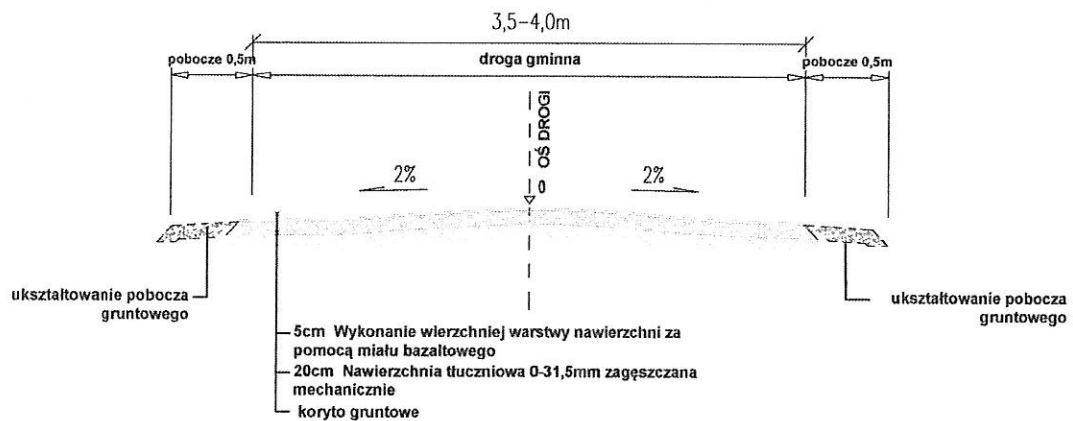 3,5-4,0m
pobocze 0,5m
droga gminna
pobocze 0,5m
0 OŚ DROGI
2%
2%
ukształtowanie pobocza
gruntowego
ukształtowanie pobocza
gruntowego
5cm Wykonanie wierzchniej warstwy nawierzchni za
pomocą miału bazaltowego
20cm Nawierzchnia tłuczniowa 0-31,5mm zagęszczana
mechanicznie
koryto gruntowe